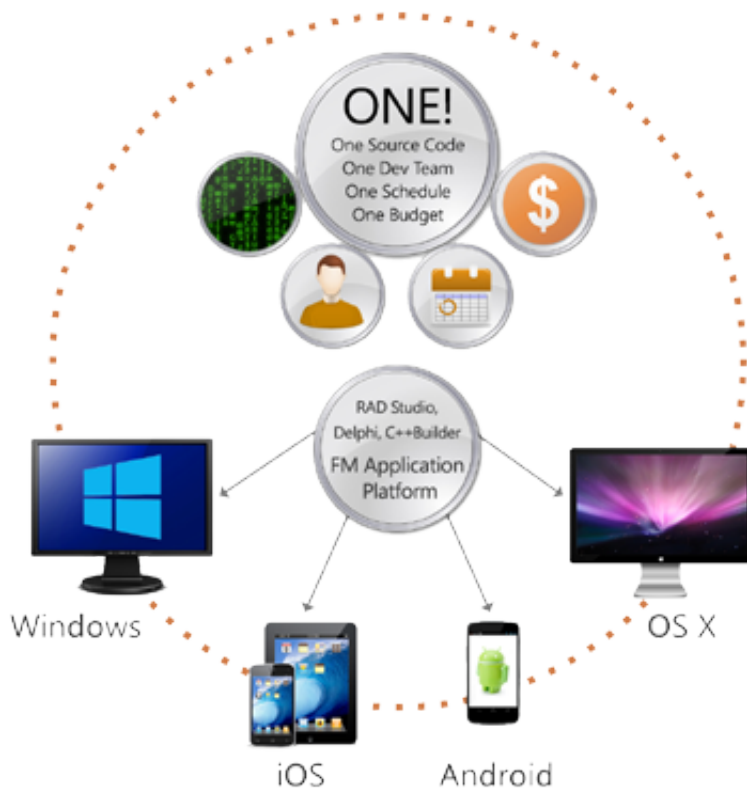 ONE!
One Source Code
One Dev Team
One Schedule
One Budget
$
RAD Studio,
Delphi, C++Builder
FM Application
Platform
Windows
OS X
iOS
Android